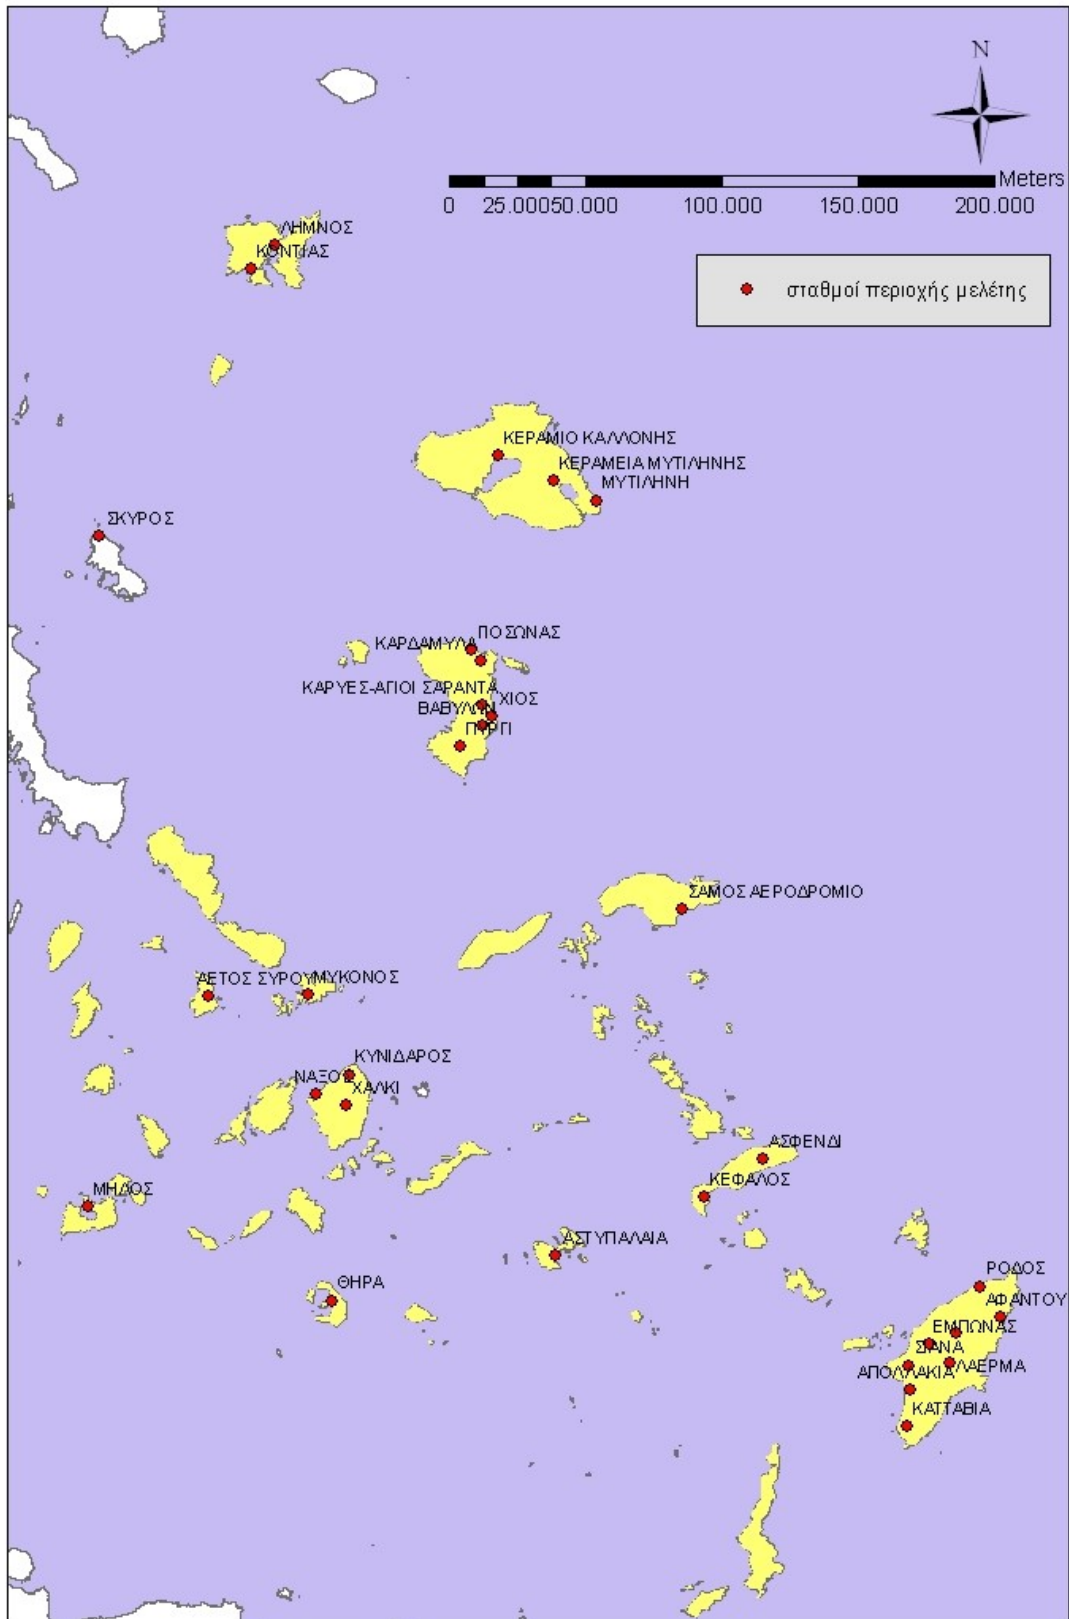 N
Meters
0 25.00050.000 100.000 150.000 200.000
σταθμοί περιοχής μελέτης
ΛΗΜΝΟΣ
ΚΟΝΤΙΑΣ
ΚΕΡΑΜΙΟ ΚΑΛΛΟΝΗΣ
ΚΕΡΑΜΕΙΑ ΜΥΤΙΛΗΝΗΣ
ΜΥΤΙΛΗΝΗ
ΣΚΥΡΟΣ
ΠΟΣΩΝΑΣ
ΚΑΡΔΑΜΥΛΑ
ΚΑΡΥΕΣ-ΑΓΙΟΙ ΣΑΡΑΝΤΑ
ΧΙΟΣ
ΒΑΒΥΛΩΝ
ΠΥΡΓΙ
ΣΑΜΟΣ ΑΕΡΟΔΡΟΜΙΟ
ΑΕΤΟΣ ΣΥΡΟΥ
ΜΥΚΟΝΟΣ
ΚΥΝΙΔΑΡΟΣ
ΝΑΞΟΣ
ΧΑΛΚΙ
ΑΣΦΕΝΔΙ
ΚΕΦΑΛΟΣ
ΜΗΛΟΣ
ΑΣΤΥΠΑΛΑΙΑ
ΘΗΡΑ
ΡΟΔΟΣ
ΑΦΑΝΤΟΥ
ΕΜΠΩΝΑΣ
ΣΙΑΝΑ
ΛΑΕΡΜΑ
ΑΠΟΛΛΑΚΙΑ
ΚΑΤΤΑΒΙΑ